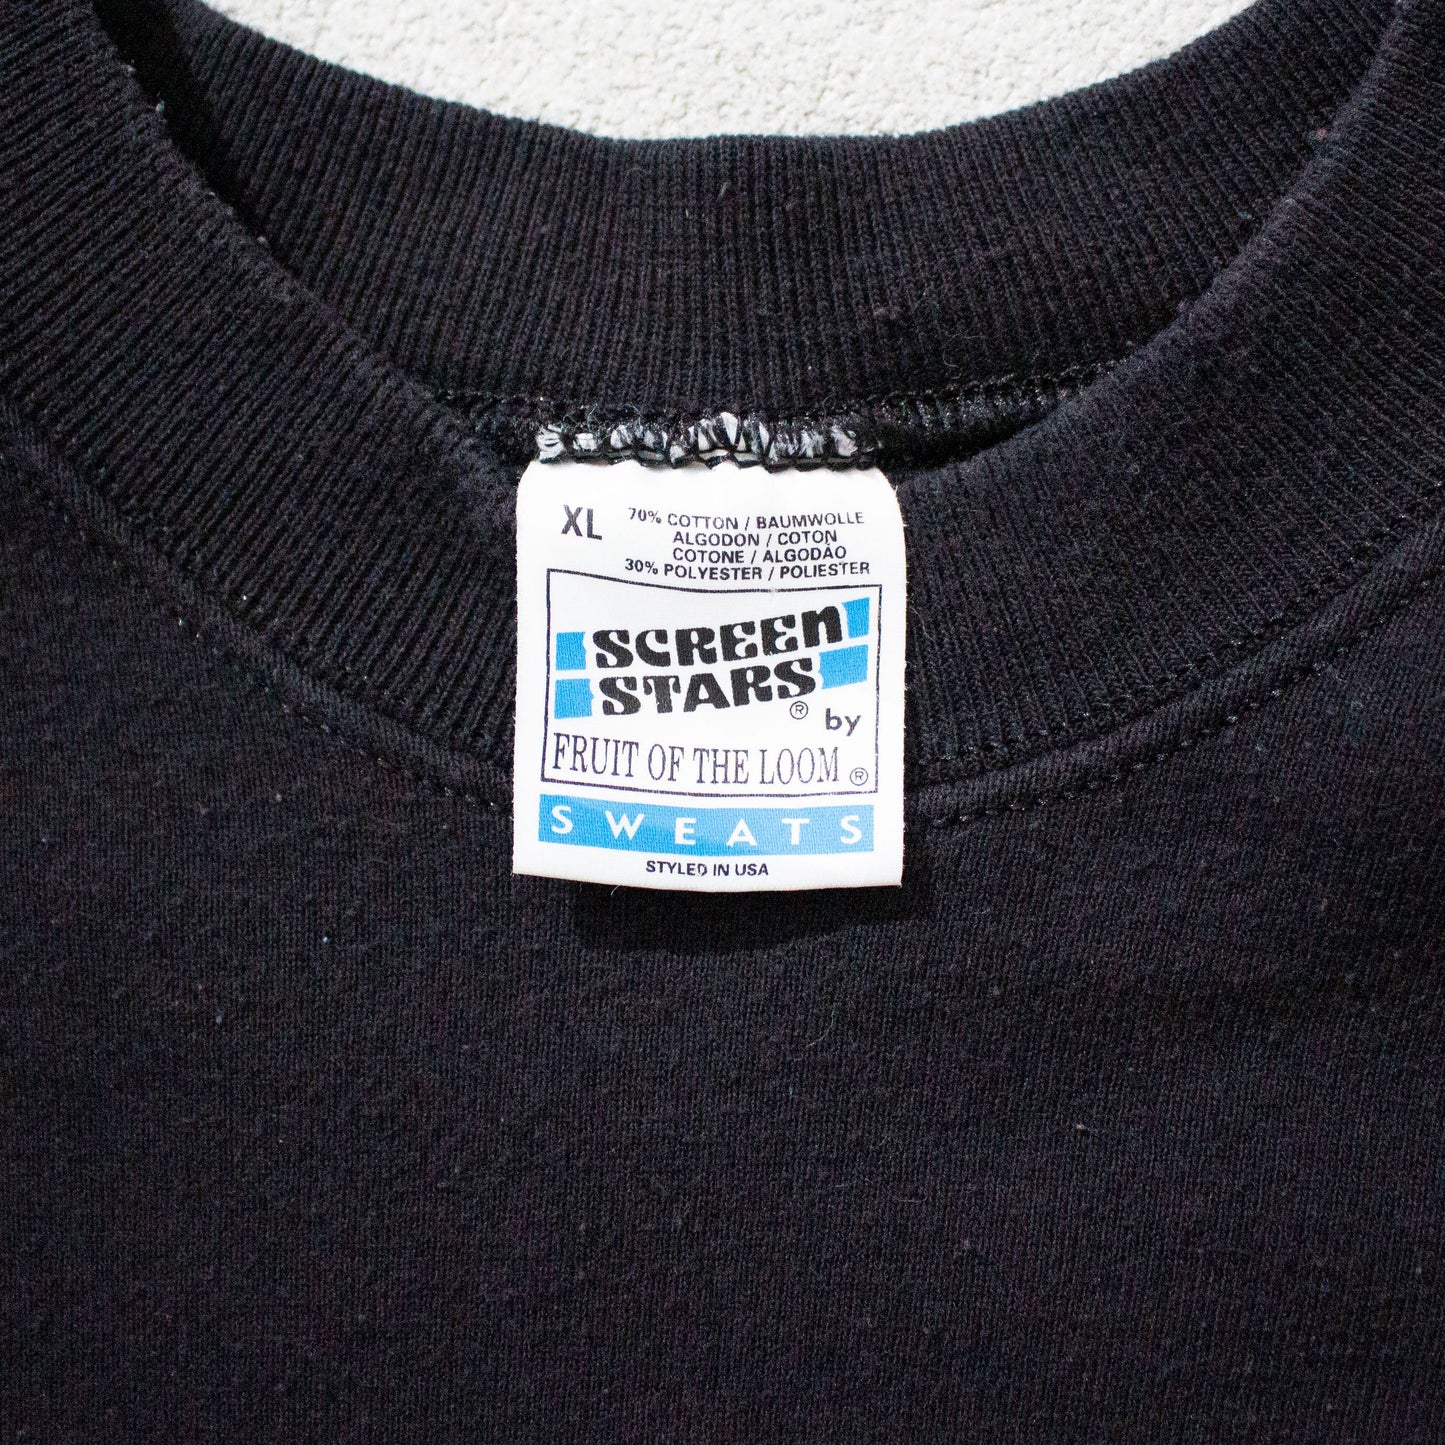 XL
70% COTTON / BAUMWOLLE
ALGODON / COTON
COTONE / ALGODÃO
30% POLYESTER / POLIESTER
SCREEN
STARS ®
by
FRUIT OF THE LOOM ®
SWEATS
STYLED IN USA